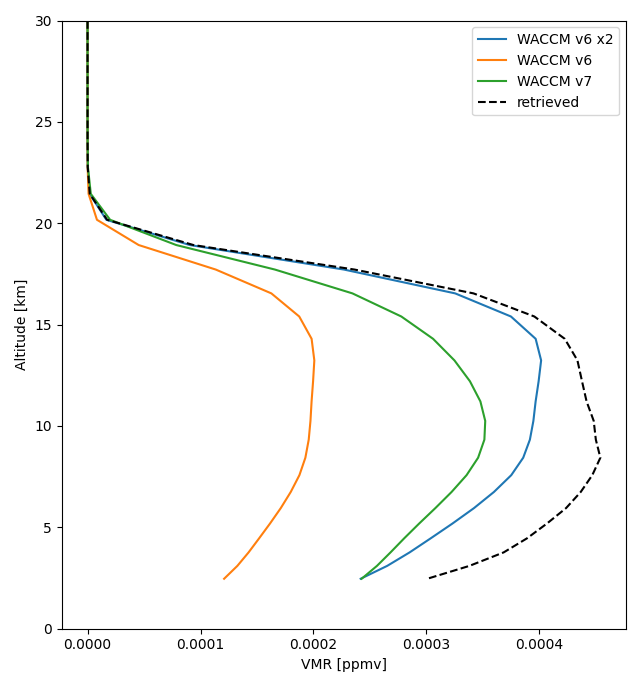 30
25
20
15
10
5
0
Altitude [km]
WACCM v6 x2
WACCM v6
WACCM v7
retrieved
0.0000
0.0001
0.0002
0.0003
0.0004
VMR [ppmv]